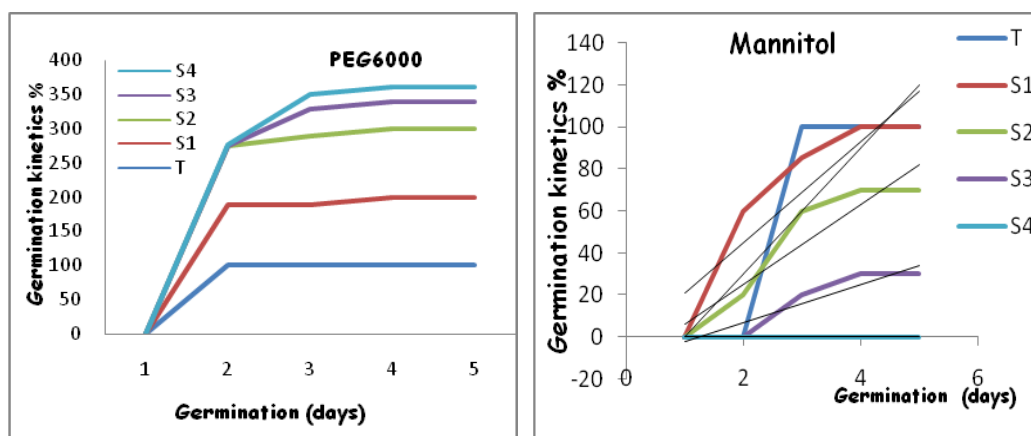 PEG6000
400
350
300
250
200
150
100
50
0
S4
S3
S2
S1
T
1 2 3 4 5
Germination kinetics %
Germination (days)
Mannitol
140
120
100
80
60
40
20
0
-20
0 2 4 6
Germination kinetics %
Germination (days)
T
S1
S2
S3
S4